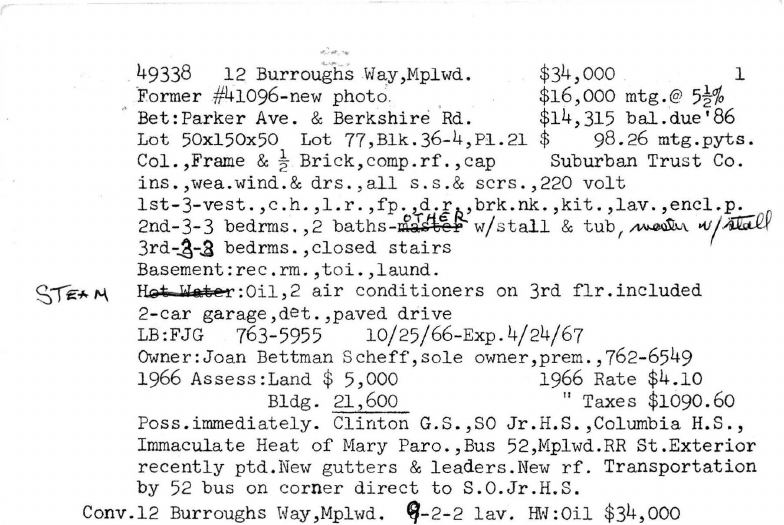 49338 12 Burroughs Way,Mplwd. $34,000 1
Former #41096-new photo $16,000 mtg.@ 5½%
Bet:Parker Ave. & Berkshire Rd. $14,315 bal.due'86
Lot 50x150x50 Lot 77,Blk.36-4,Pl.21 $ 98.26 mtg.pyts.
Col.,Frame & ½ Brick,comp.rf.,cap Suburban Trust Co.
ins.,wea.wind.& drs.,all s.s.& scrs.,220 volt
1st-3-vest.,c.h.,l.r.,fp.,d.r.,brk.nk.,kit.,lav.,encl.p.
2nd-3-3 bedrms.,2 baths-master OTHER w/stall & tub, master w/stall
3rd-3-3 bedrms.,closed stairs
Basement:rec.rm.,toi.,laund.
STEAM Hot Water:Oil,2 air conditioners on 3rd flr.included
2-car garage,det.,paved drive
LB:FJG 763-5955 10/25/66-Exp.4/24/67
Owner:Joan Bettman Scheff,sole owner,prem.,762-6549
1966 Assess:Land $ 5,000 1966 Rate $4.10
Bldg. 21,600 " Taxes $1090.60
Poss.immediately. Clinton G.S.,SO Jr.H.S.,Columbia H.S.,
Immaculate Heat of Mary Paro.,Bus 52,Mplwd.RR St.Exterior
recently ptd.New gutters & leaders.New rf. Transportation
by 52 bus on corner direct to S.O.Jr.H.S.
Conv.12 Burroughs Way,Mplwd. 9-2-2 lav. HW:Oil $34,000